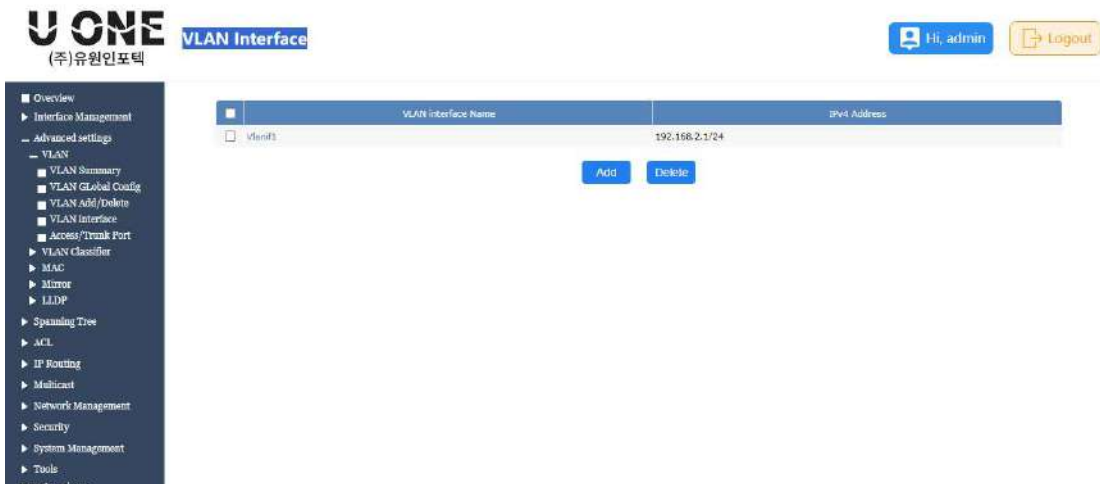 U ONE
(주)유원인포텍
VLAN Interface
Hi, admin
Logout
Overview
Interface Management
Advanced settings
VLAN
VLAN Summary
VLAN GLobal Config
VLAN Add/Delete
VLAN Interface
Access/Trunk Port
VLAN Classifier
MAC
Mirror
LLDP
Spanning Tree
ACL
IP Routing
Multicast
Network Management
Security
System Management
Tools
VLAN interface Name
IPv4 Address
Vlanif1
192.168.2.1/24
Add
Delete